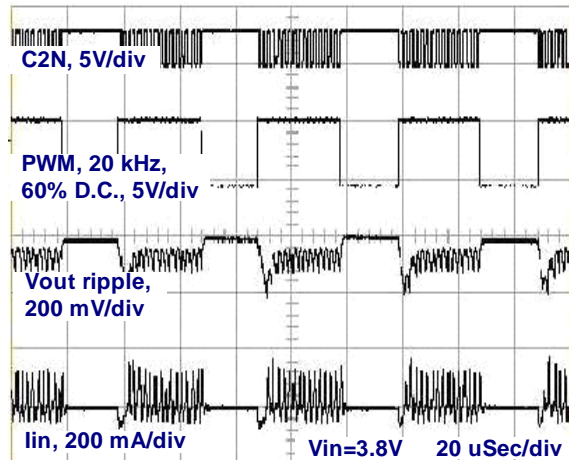 C2N, 5V/div
PWM, 20 kHz,
60% D.C., 5V/div
Vout ripple,
200 mV/div
Iin, 200 mA/div
Vin=3.8V 20 uSec/div